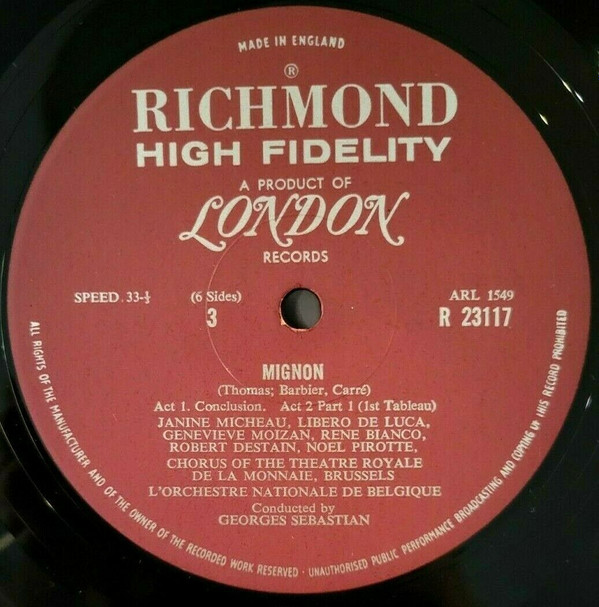 MADE IN ENGLAND
®
RICHMOND
HIGH FIDELITY
A PRODUCT OF
LONDON
RECORDS
SPEED 33-⅓ (6 Sides) ARL 1549
3 R 23117
MIGNON
(Thomas; Barbier, Carré)
Act 1. Conclusion. Act 2 Part 1 (1st Tableau)
JANINE MICHEAU, LIBERO DE LUCA,
GENEVIEVE MOIZAN, RENE BIANCO,
ROBERT DESTAIN, NOEL PIROTTE,
CHORUS OF THE THEATRE ROYALE
DE LA MONNAIE, BRUSSELS
L'ORCHESTRE NATIONALE DE BELGIQUE
Conducted by
GEORGES SEBASTIAN
ALL RIGHTS OF THE MANUFACTURER AND OF THE OWNER OF THE RECORDED WORK RESERVED · UNAUTHORISED PUBLIC PERFORMANCE BROADCASTING AND COPYING OF THIS RECORD PROHIBITED